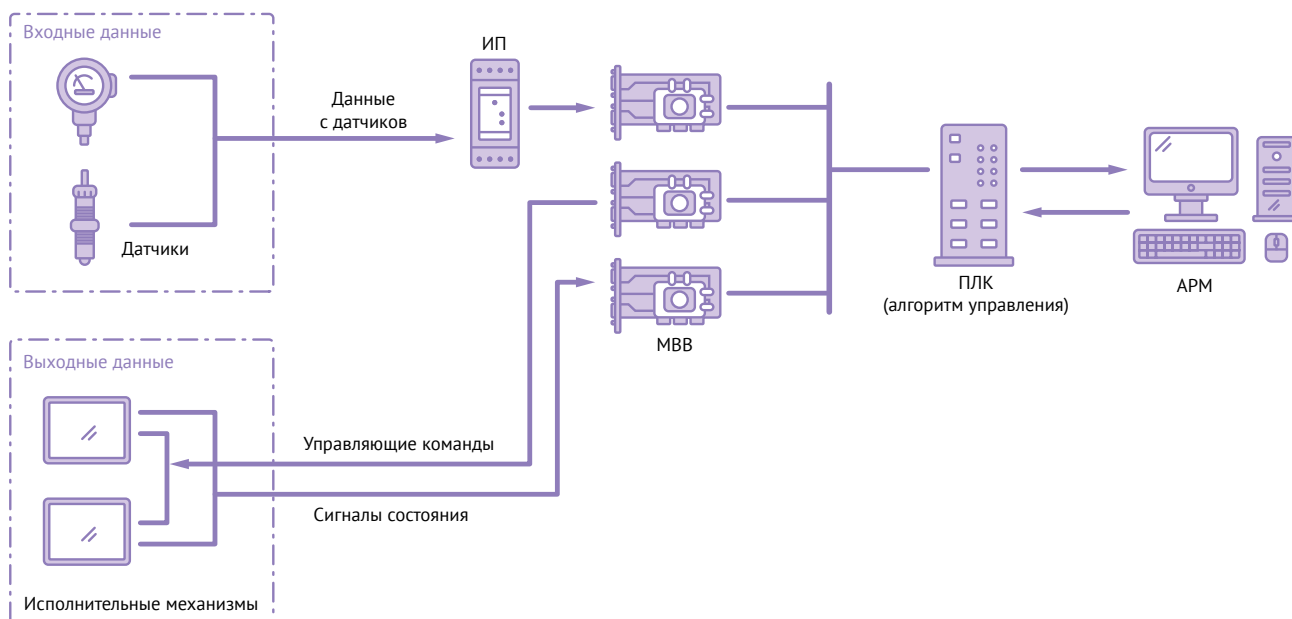 Входные данные
Датчики
Данные
с датчиков
ИП
МВВ
ПЛК
(алгоритм управления)
АРМ
Выходные данные
Управляющие команды
Сигналы состояния
Исполнительные механизмы